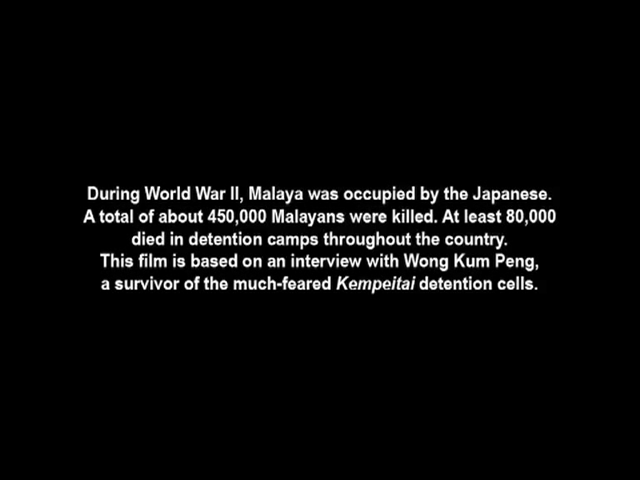 During World War II, Malaya was occupied by the Japanese.
A total of about 450,000 Malayans were killed. At least 80,000
died in detention camps throughout the country.
This film is based on an interview with Wong Kum Peng,
a survivor of the much-feared Kempeitai detention cells.